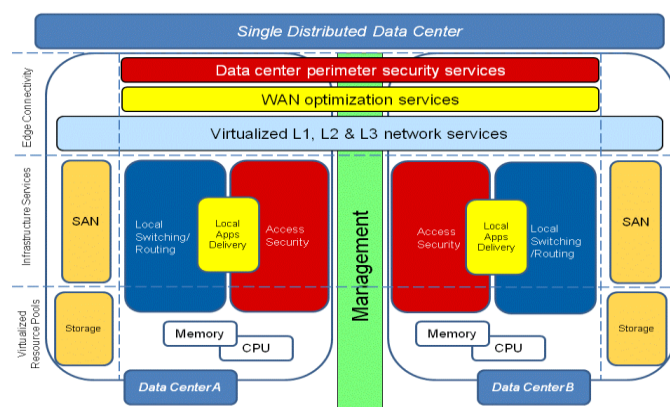 Single Distributed Data Center
Edge Connectivity
Data center perimeter security services
WAN optimization services
Virtualized L1, L2 & L3 network services
Infrastructure Services
SAN
Local
Switching/
Routing
Local
Apps
Delivery
Access
Security
Management
Access
Security
Local
Apps
Delivery
Local
Switching
/Routing
SAN
Virtualized
Resource Pools
Storage
Memory
CPU
Memory
CPU
Storage
Data Center A
Data Center B